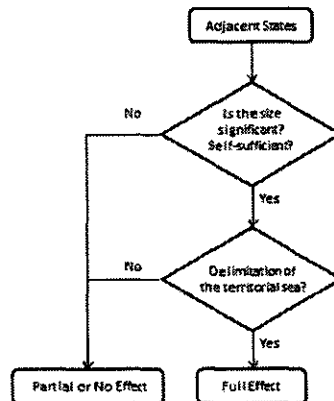 Adjacent States
No
Is the size
significant?
Self-sufficient?
Yes
No
Delimitation of
the territorial sea?
Yes
Partial or No Effect
Full Effect